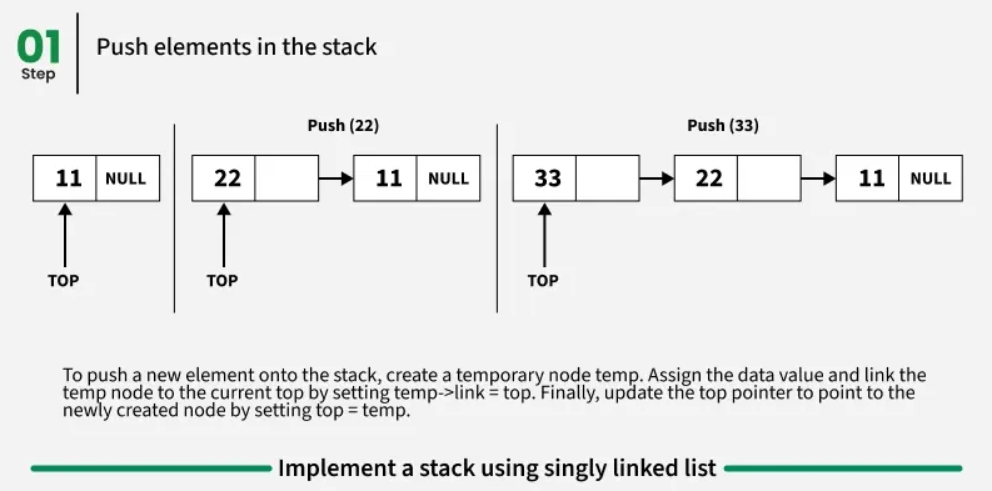 01
Step
Push elements in the stack
Push (22)
Push (33)
11 NULL
22
11 NULL
33
22
11 NULL
TOP
TOP
TOP
To push a new element onto the stack, create a temporary node temp. Assign the data value and link the
temp node to the current top by setting temp->link = top. Finally, update the top pointer to point to the
newly created node by setting top = temp.
Implement a stack using singly linked list